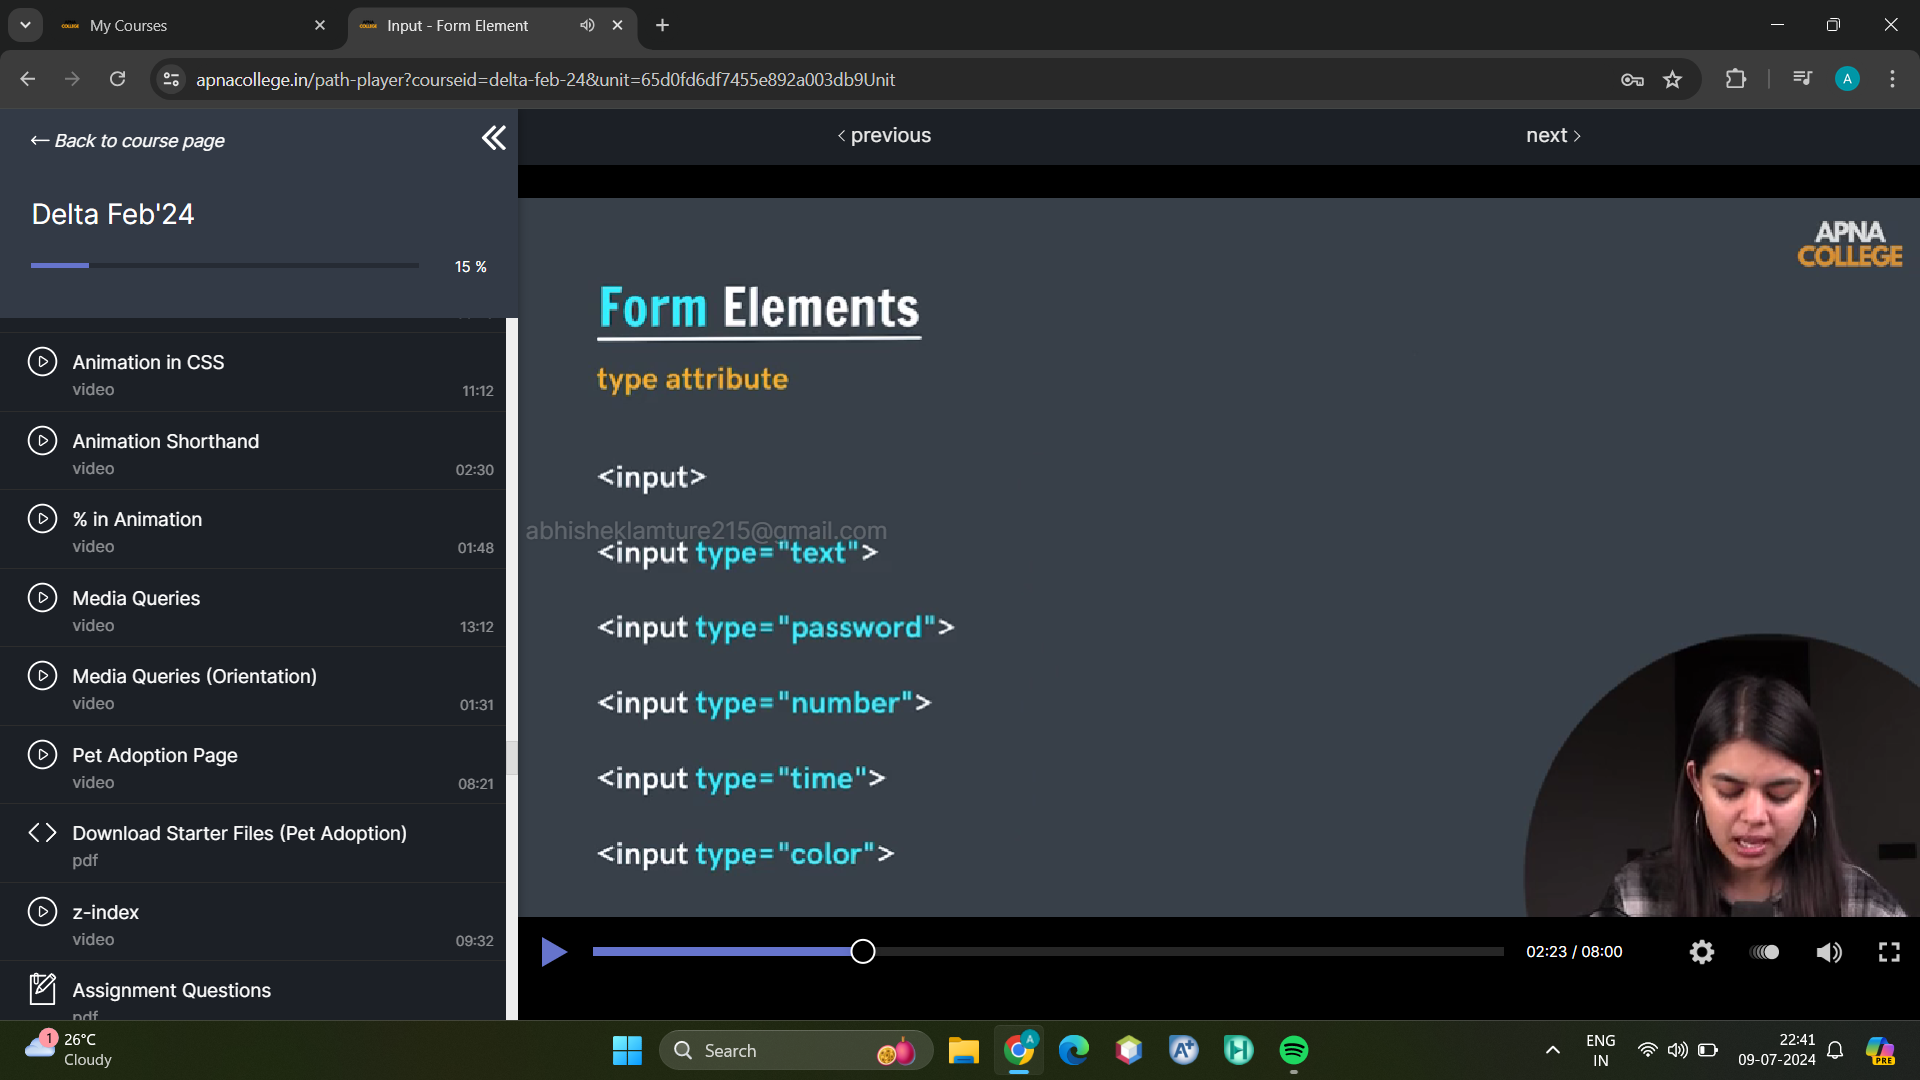 My Courses
Input - Form Element
apnacollege.in/path-player?courseid=delta-feb-24&unit=65d0fd6df7455e892a003db9Unit
A
← Back to course page
Delta Feb'24
15 %
Animation in CSS
video
11:12
Animation Shorthand
video
02:30
% in Animation
video
01:48
Media Queries
video
13:12
Media Queries (Orientation)
video
01:31
Pet Adoption Page
video
08:21
Download Starter Files (Pet Adoption)
pdf
z-index
video
09:32
Assignment Questions
pdf
‹ previous
next ›
APNA
COLLEGE
Form Elements
type attribute
<input>
abhisheklamture215@gmail.com
<input type="text">
<input type="password">
<input type="number">
<input type="time">
<input type="color">
02:23 / 08:00
1
26°C
Cloudy
Search
A
A+
H
ENG
IN
22:41
09-07-2024
PRE